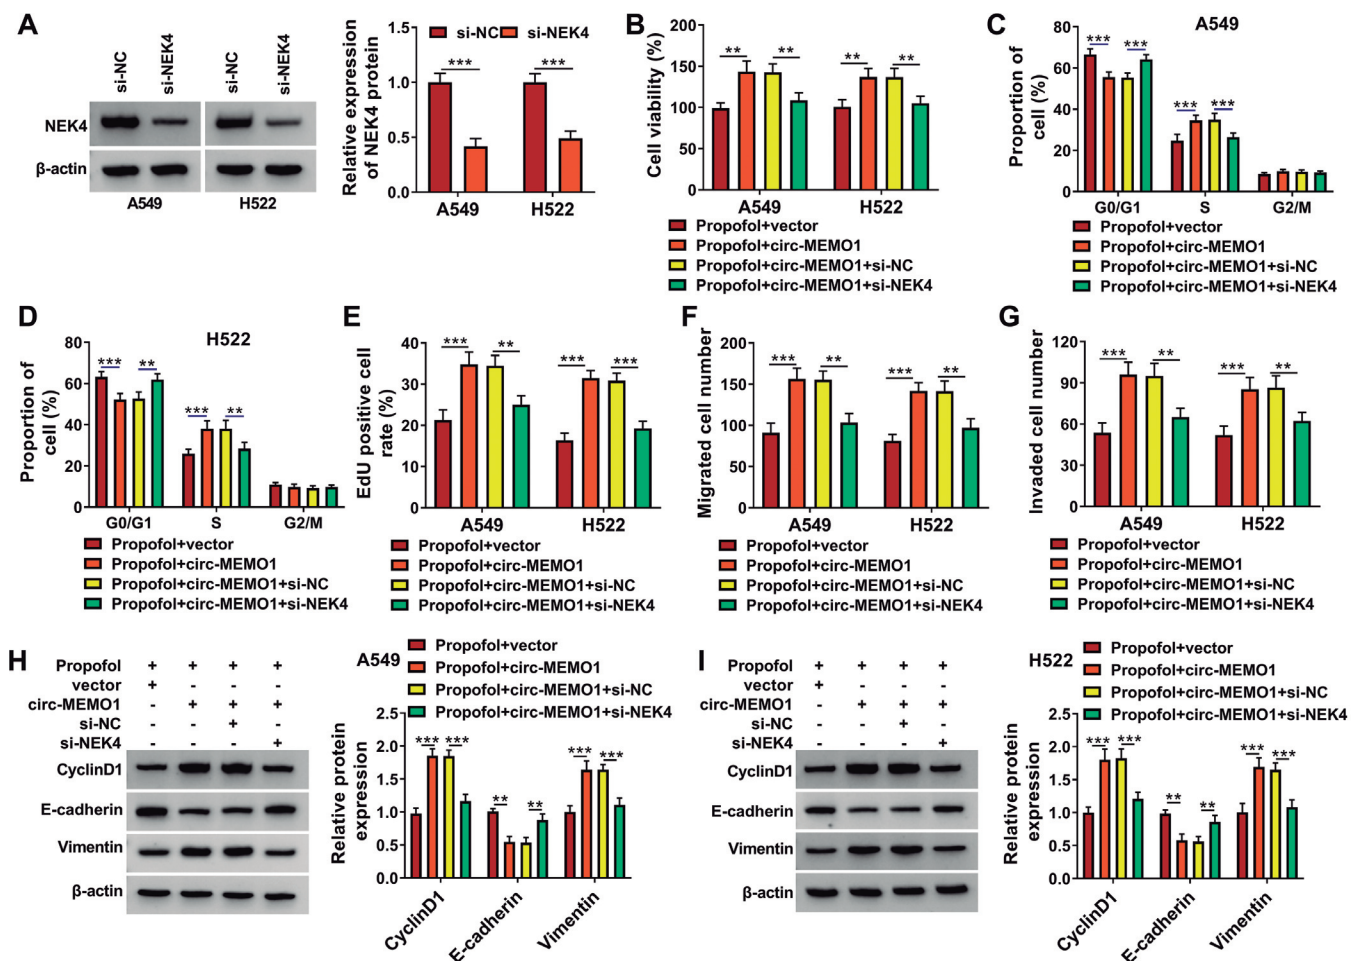 A
si-NC
si-NEK4
si-NC
si-NEK4
NEK4
β-actin
A549
H522
Relative expression
of NEK4 protein
1.5
1.0
0.5
0.0
si-NC
si-NEK4
***
***
A549
H522
B
Cell viability (%)
200
150
100
50
0
**
**
**
**
A549
H522
Propofol+vector
Propofol+circ-MEMO1
Propofol+circ-MEMO1+si-NC
Propofol+circ-MEMO1+si-NEK4
C
A549
Proportion of
cell (%)
80
60
40
20
0
***
***
***
***
G0/G1
S
G2/M
Propofol+vector
Propofol+circ-MEMO1
Propofol+circ-MEMO1+si-NC
Propofol+circ-MEMO1+si-NEK4
D
H522
Proportion of
cell (%)
80
60
40
20
0
***
**
***
**
G0/G1
S
G2/M
Propofol+vector
Propofol+circ-MEMO1
Propofol+circ-MEMO1+si-NC
Propofol+circ-MEMO1+si-NEK4
E
EdU positive cell
rate (%)
40
30
20
10
0
***
**
***
***
A549
H522
Propofol+vector
Propofol+circ-MEMO1
Propofol+circ-MEMO1+si-NC
Propofol+circ-MEMO1+si-NEK4
F
Migrated cell number
200
150
100
50
0
***
**
***
**
A549
H522
Propofol+vector
Propofol+circ-MEMO1
Propofol+circ-MEMO1+si-NC
Propofol+circ-MEMO1+si-NEK4
G
Invaded cell number
120
90
60
30
0
***
**
***
**
A549
H522
Propofol+vector
Propofol+circ-MEMO1
Propofol+circ-MEMO1+si-NC
Propofol+circ-MEMO1+si-NEK4
H
Propofol + + + +
vector + - - -
circ-MEMO1 - + + +
si-NC - - + -
si-NEK4 - - - +
CyclinD1
E-cadherin
Vimentin
β-actin
A549
Propofol+vector
Propofol+circ-MEMO1
Propofol+circ-MEMO1+si-NC
Propofol+circ-MEMO1+si-NEK4
Relative protein
expression
2.5
2.0
1.5
1.0
0.5
0.0
***
***
**
**
***
***
CyclinD1
E-cadherin
Vimentin
I
Propofol + + + +
vector + - - -
circ-MEMO1 - + + +
si-NC - - + -
si-NEK4 - - - +
CyclinD1
E-cadherin
Vimentin
β-actin
H522
Propofol+vector
Propofol+circ-MEMO1
Propofol+circ-MEMO1+si-NC
Propofol+circ-MEMO1+si-NEK4
Relative protein
expression
2.5
2.0
1.5
1.0
0.5
0.0
***
***
**
**
***
***
CyclinD1
E-cadherin
Vimentin